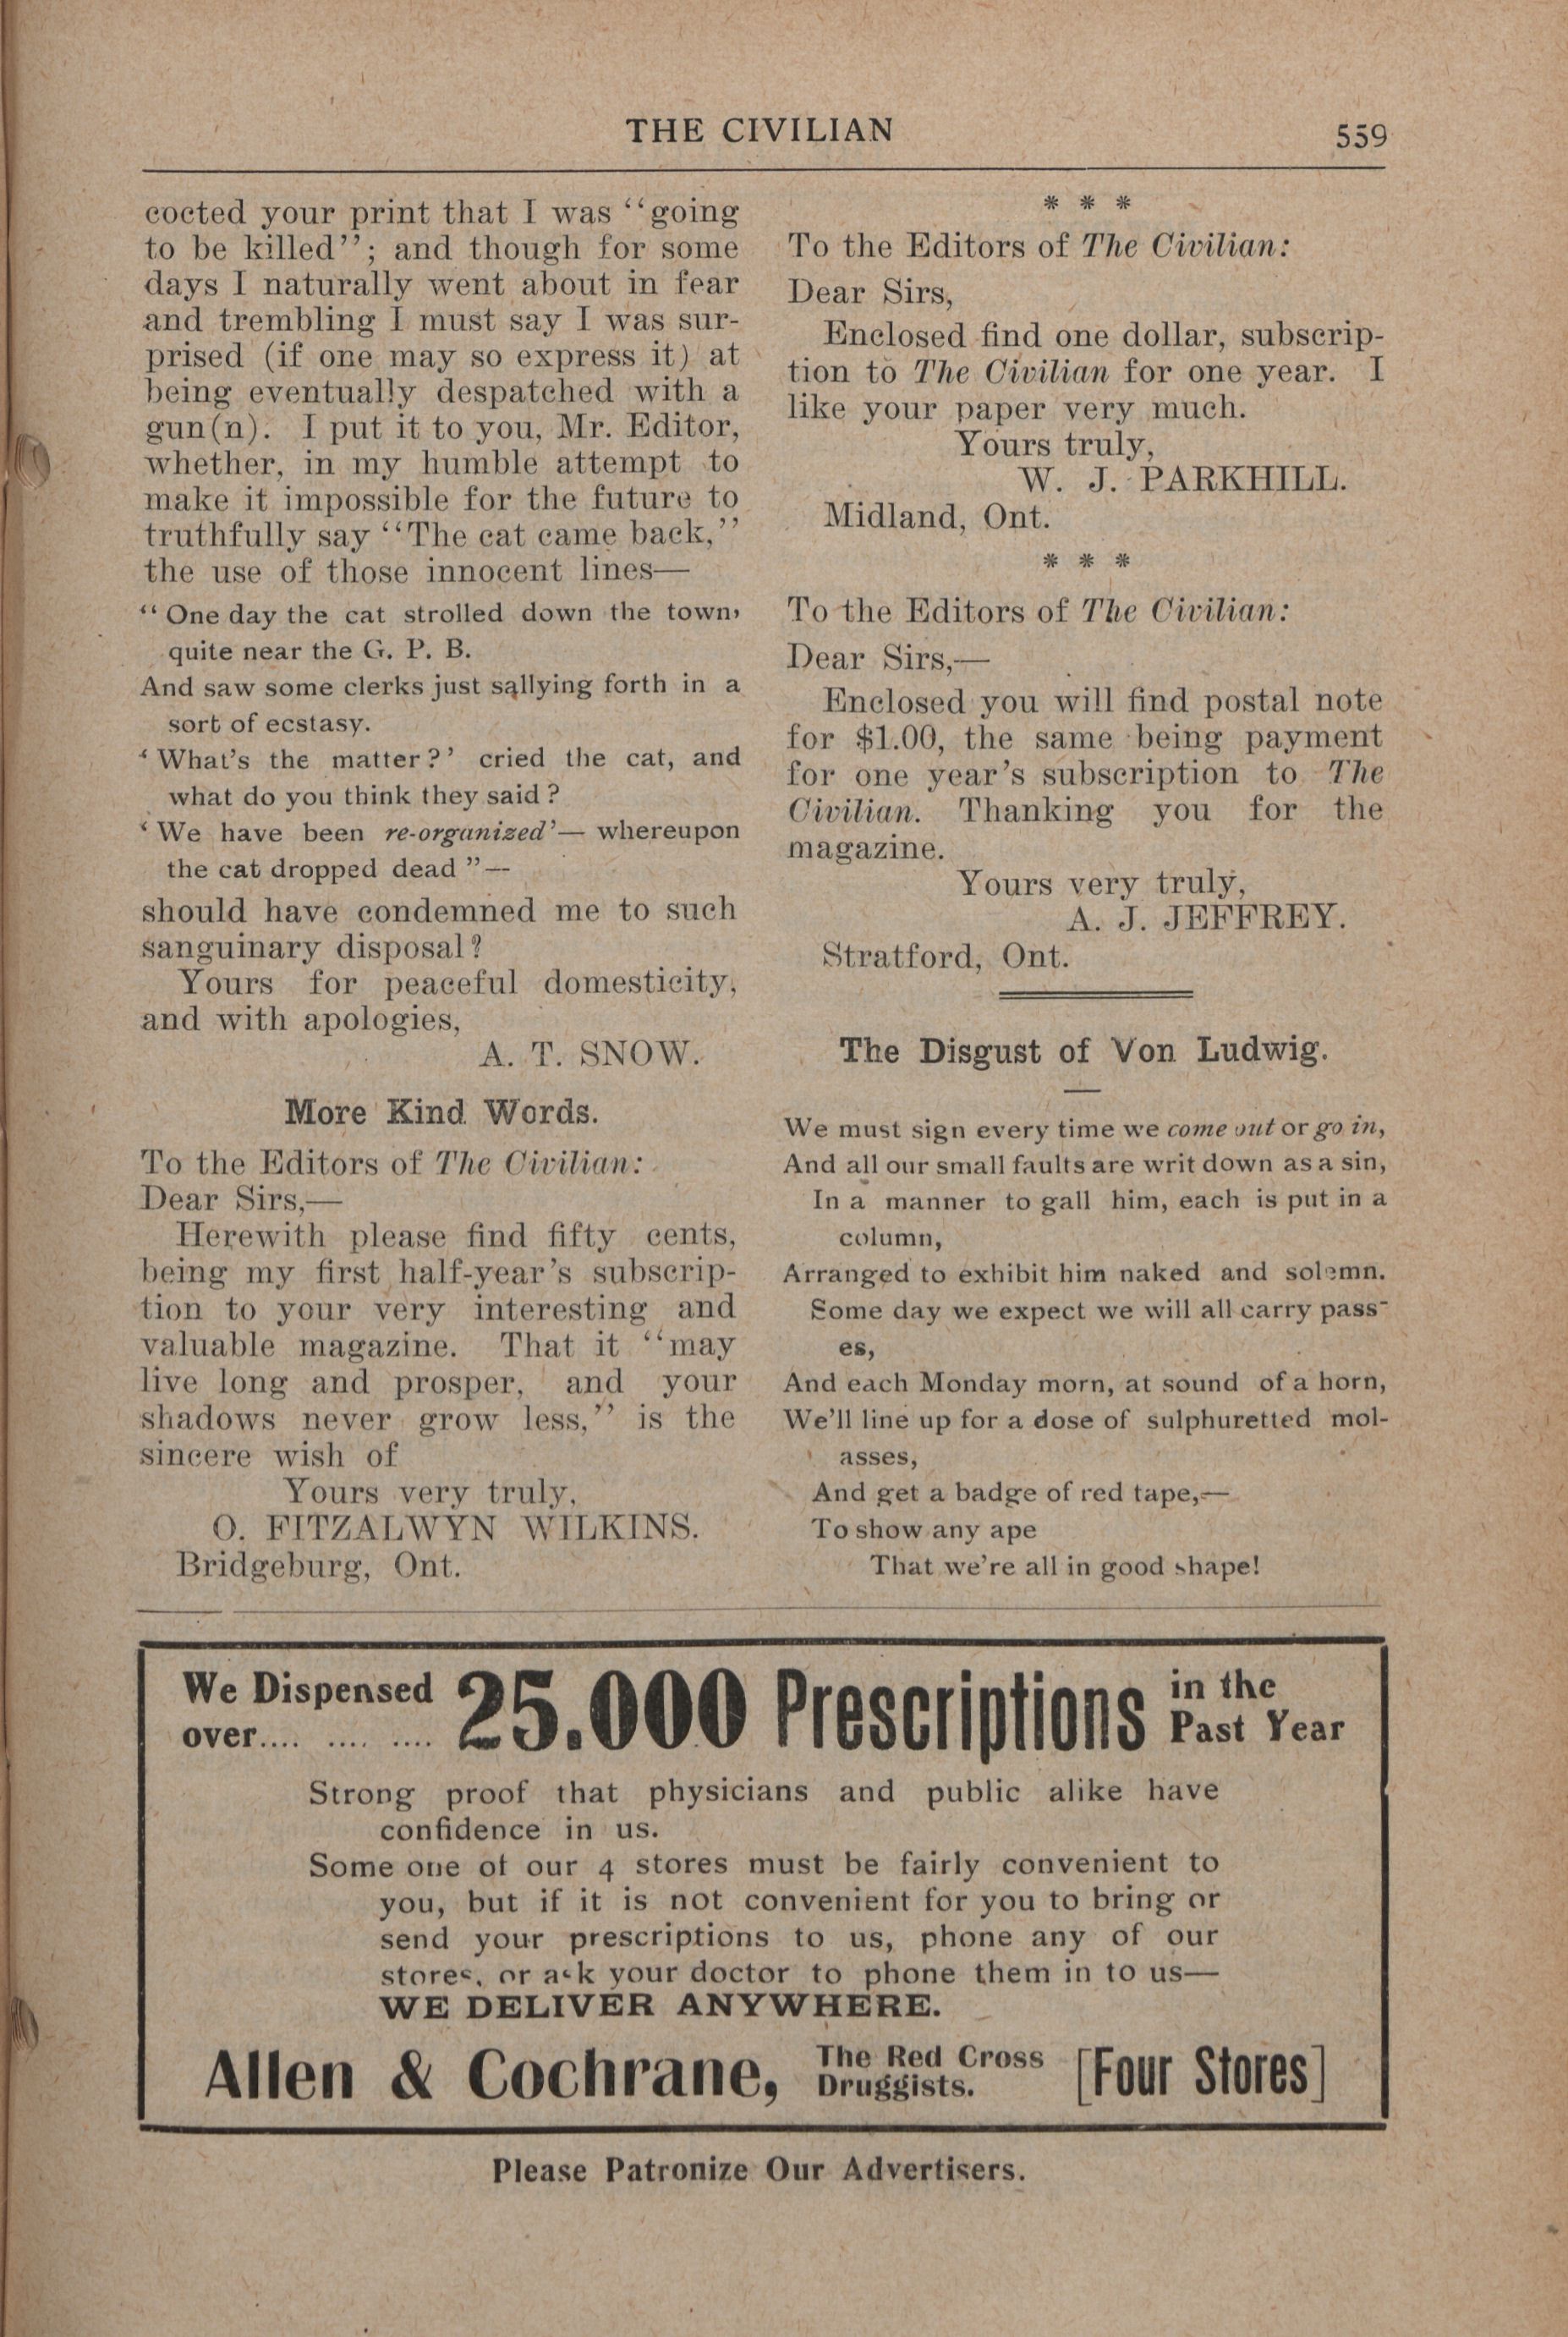 THE CIVILIAN
559
cocted your print that I was ‘‘going
to be killed’’; and though for some
days I naturally went about in fear
and trembling I must say I was sur-
prised (if one may so express it) at
being eventually despatched with a
gun(n). I put it to you, Mr. Editor,
whether, in my humble attempt to
make it impossible for the future to
truthfully say ‘‘The cat came back,’’
the use of those innocent lines—
‘‘ One day the cat strolled down the town,
quite near the G. P. B.
And saw some clerks just sallying forth in a
sort of ecstasy.
‘ What's the matter?’ cried the cat, and
what do you think they said ?
‘ We have been re-organized’— whereupon
the cat dropped dead ”—
should have condemned me to such
sanguinary disposal?
Yours for peaceful domesticity,
and with apologies,
A. T. SNOW.
More Kind Words.
To the Editors of The Civilian:
Dear Sirs,—
Herewith please find fifty cents,
being my first half-year's subscrip-
tion to your very interesting and
valuable magazine. That it ‘‘may
live long and prosper, and your
shadows never grow less,’’ is the
sincere wish of
Yours very truly,
O. FITZALWYN WILKINS.
Bridgeburg, Ont.
* * *
To the Editors of The Civilian:
Dear Sirs,
Enclosed find one dollar, subscrip-
tion to The Civilian for one year. I
like your paper very much.
Yours truly,
W. J. PARKHILL.
Midland, Ont.
* * *
To the Editors of The Civilian:
Dear Sirs,—
Enclosed you will find postal note
for $1.00, the same being payment
for one year's subscription to The
Civilian. Thanking you for the
magazine.
Yours very truly,
A. J. JEFFREY.
Stratford, Ont.
The Disgust of Von Ludwig.
We must sign every time we come out or go in,
And all our small faults are writ down as a sin,
In a manner to gall him, each is put in a
column,
Arranged to exhibit him naked and solemn.
Some day we expect we will all carry pass-
es,
And each Monday morn, at sound of a horn,
We'll line up for a dose of sulphuretted mol-
asses,
And get a badge of red tape,—
To show any ape
That we're all in good shape!
We Dispensed
over.... .... .... 25.000 Prescriptions in the
Past Year
Strong proof that physicians and public alike have
confidence in us.
Some one of our 4 stores must be fairly convenient to
you, but if it is not convenient for you to bring or
send your prescriptions to us, phone any of our
stores, or ask your doctor to phone them in to us—
WE DELIVER ANYWHERE.
Allen & Cochrane, The Red Cross
Druggists. [Four Stores]
Please Patronize Our Advertisers.